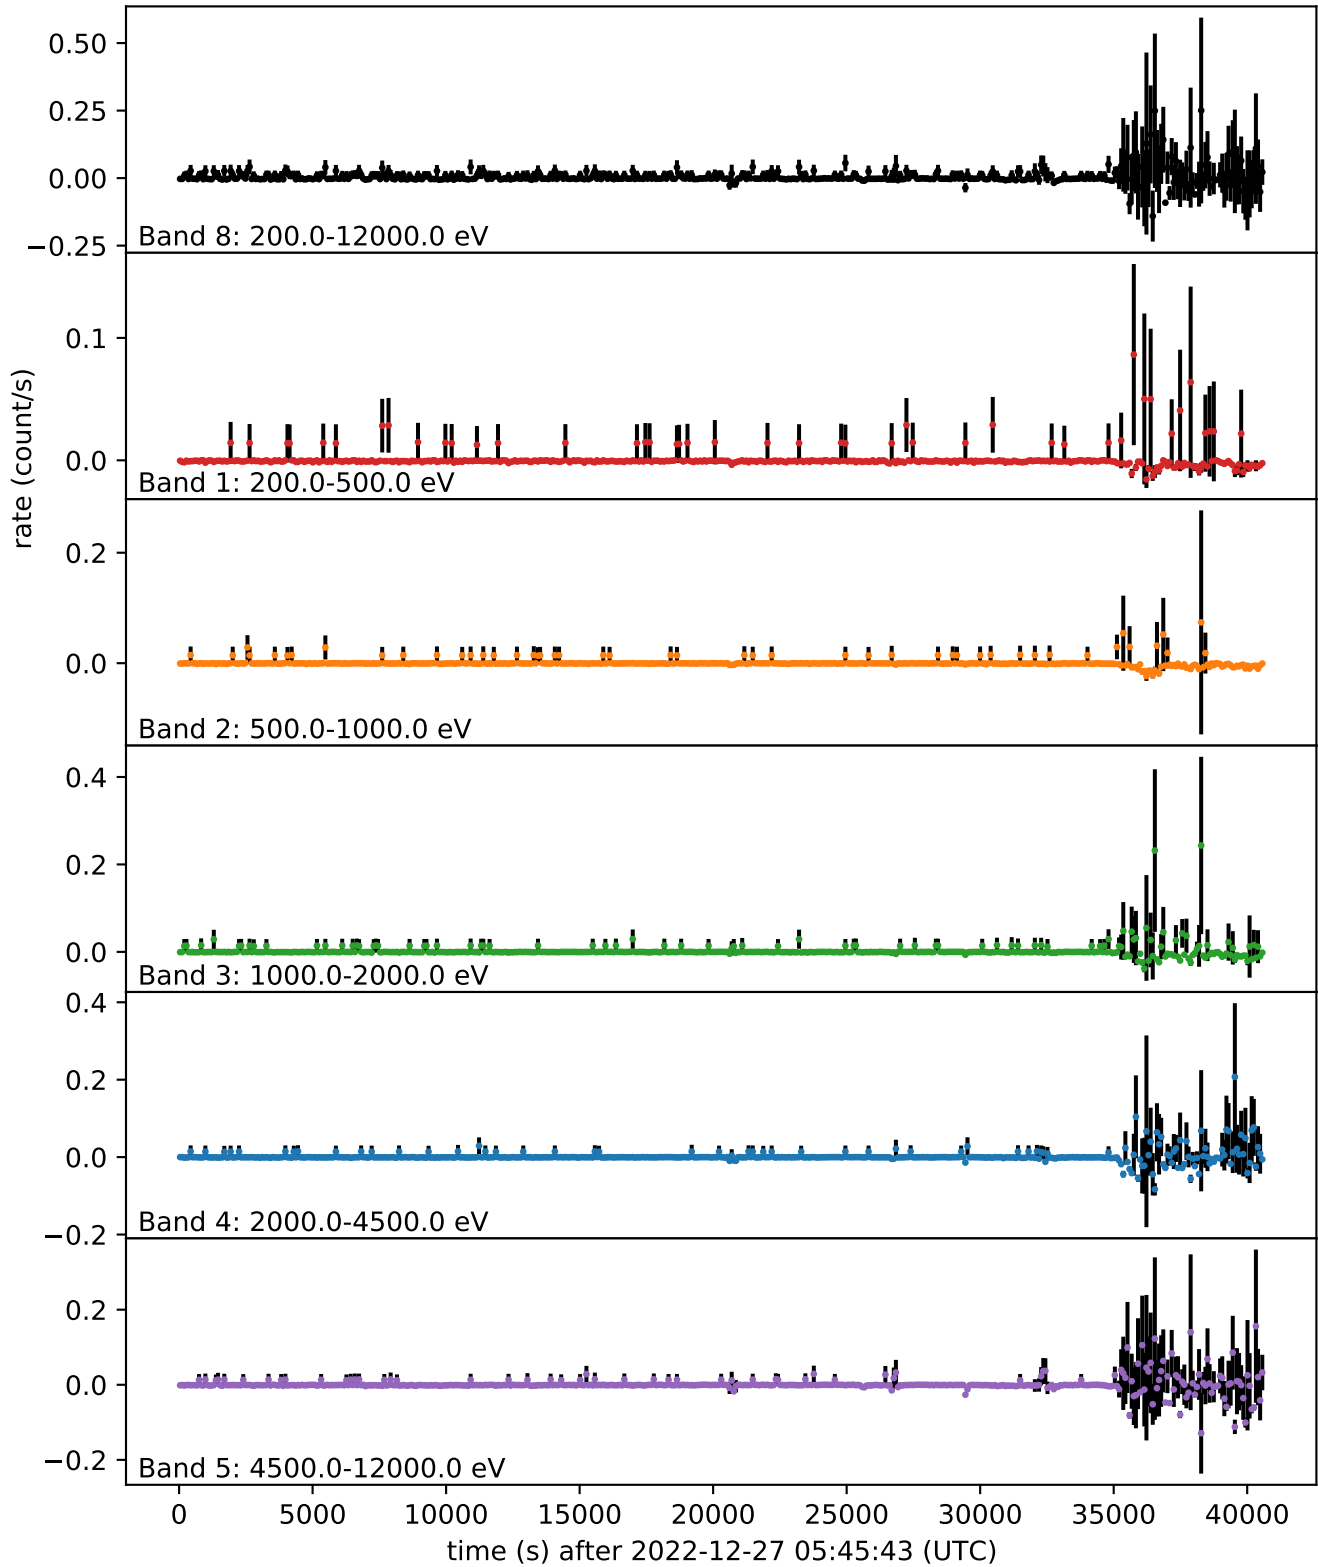 0.50
0.25
0.00
−0.25
Band 8: 200.0-12000.0 eV
0.1
0.0
Band 1: 200.0-500.0 eV
rate (count/s)
0.2
0.0
Band 2: 500.0-1000.0 eV
0.4
0.2
0.0
Band 3: 1000.0-2000.0 eV
0.4
0.2
0.0
−0.2
Band 4: 2000.0-4500.0 eV
0.2
0.0
−0.2
Band 5: 4500.0-12000.0 eV
0 5000 10000 15000 20000 25000 30000 35000 40000
time (s) after 2022-12-27 05:45:43 (UTC)